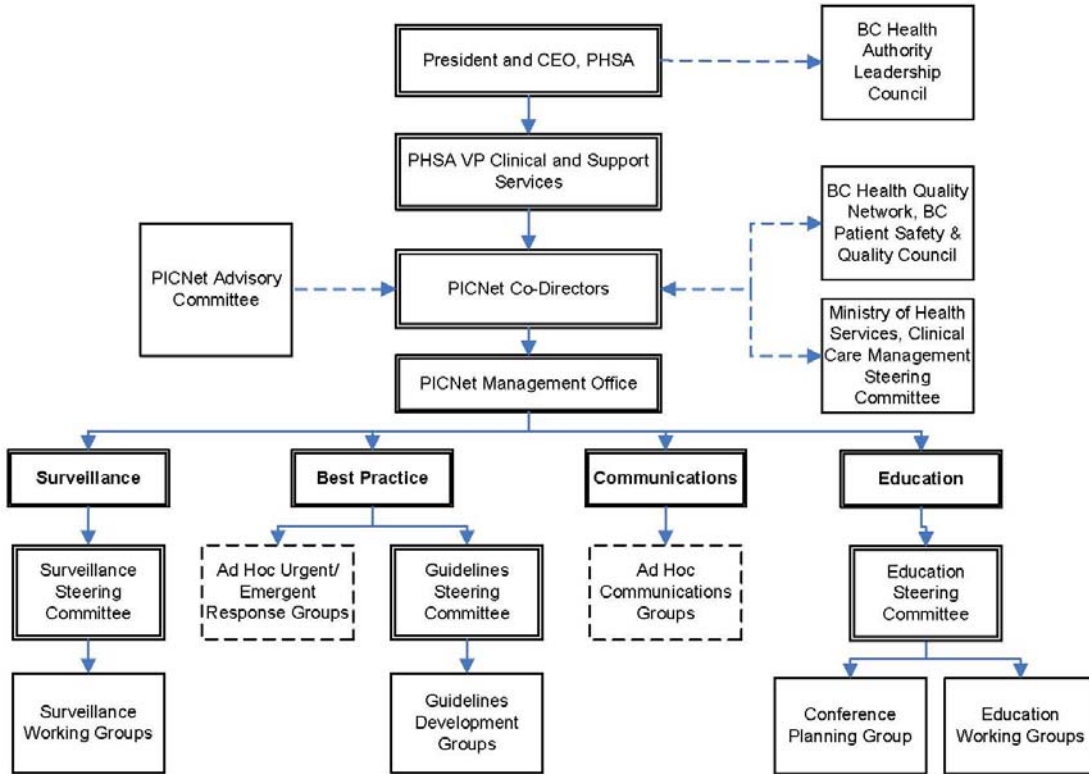 President and CEO, PHSA
BC Health
Authority
Leadership
Council
PHSA VP Clinical and Support
Services
BC Health Quality
Network, BC
Patient Safety &
Quality Council
PICNet Advisory
Committee
PICNet Co-Directors
Ministry of Health
Services, Clinical
Care Management
Steering
Committee
PICNet Management Office
Surveillance
Best Practice
Communications
Education
Surveillance
Steering
Committee
Ad Hoc Urgent/
Emergent
Response Groups
Guidelines
Steering
Committee
Ad Hoc
Communications
Groups
Education
Steering
Committee
Surveillance
Working Groups
Guidelines
Development
Groups
Conference
Planning Group
Education
Working Groups